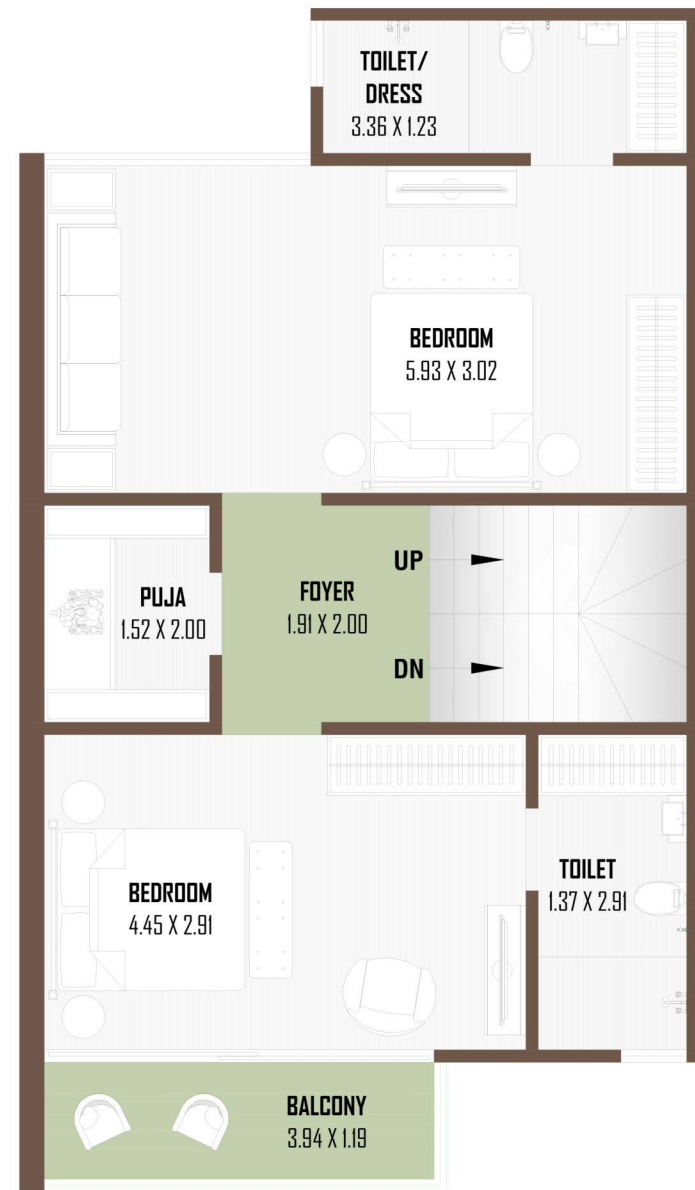 TOILET/
DRESS
3.36 X 1.23
BEDROOM
5.93 X 3.02
PUJA
1.52 X 2.00
FOYER
1.91 X 2.00
UP
DN
BEDROOM
4.45 X 2.91
TOILET
1.37 X 2.91
BALCONY
3.94 X 1.19